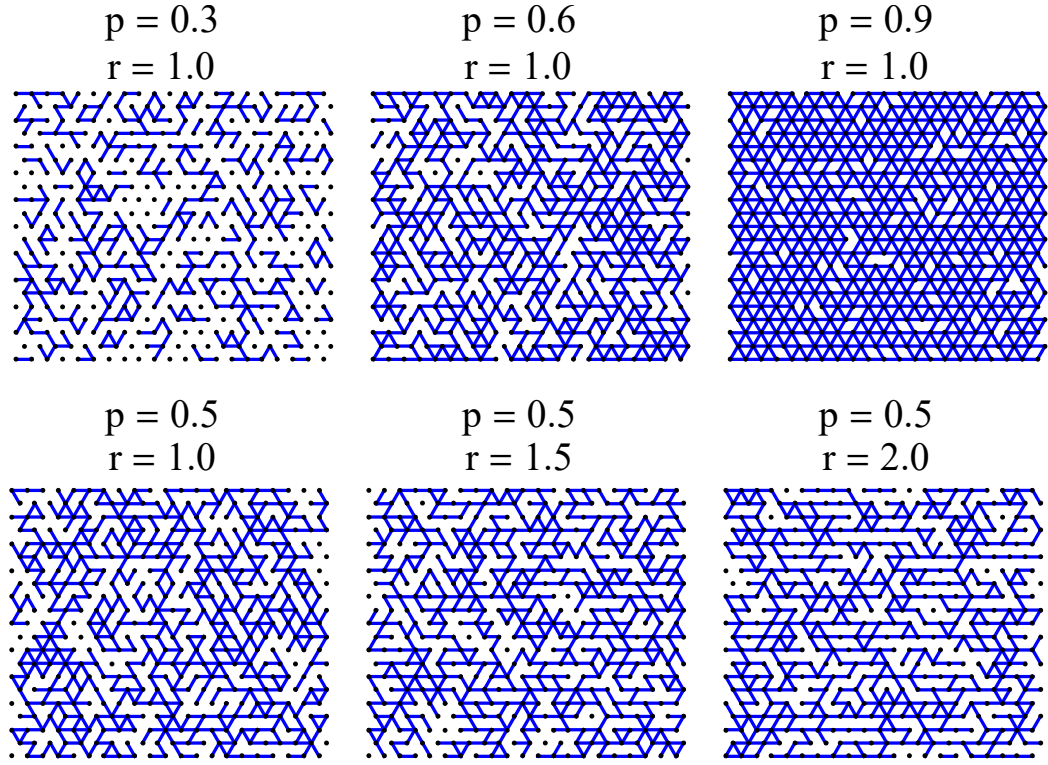 p = 0.3
r = 1.0
p = 0.6
r = 1.0
p = 0.9
r = 1.0
p = 0.5
r = 1.0
p = 0.5
r = 1.5
p = 0.5
r = 2.0